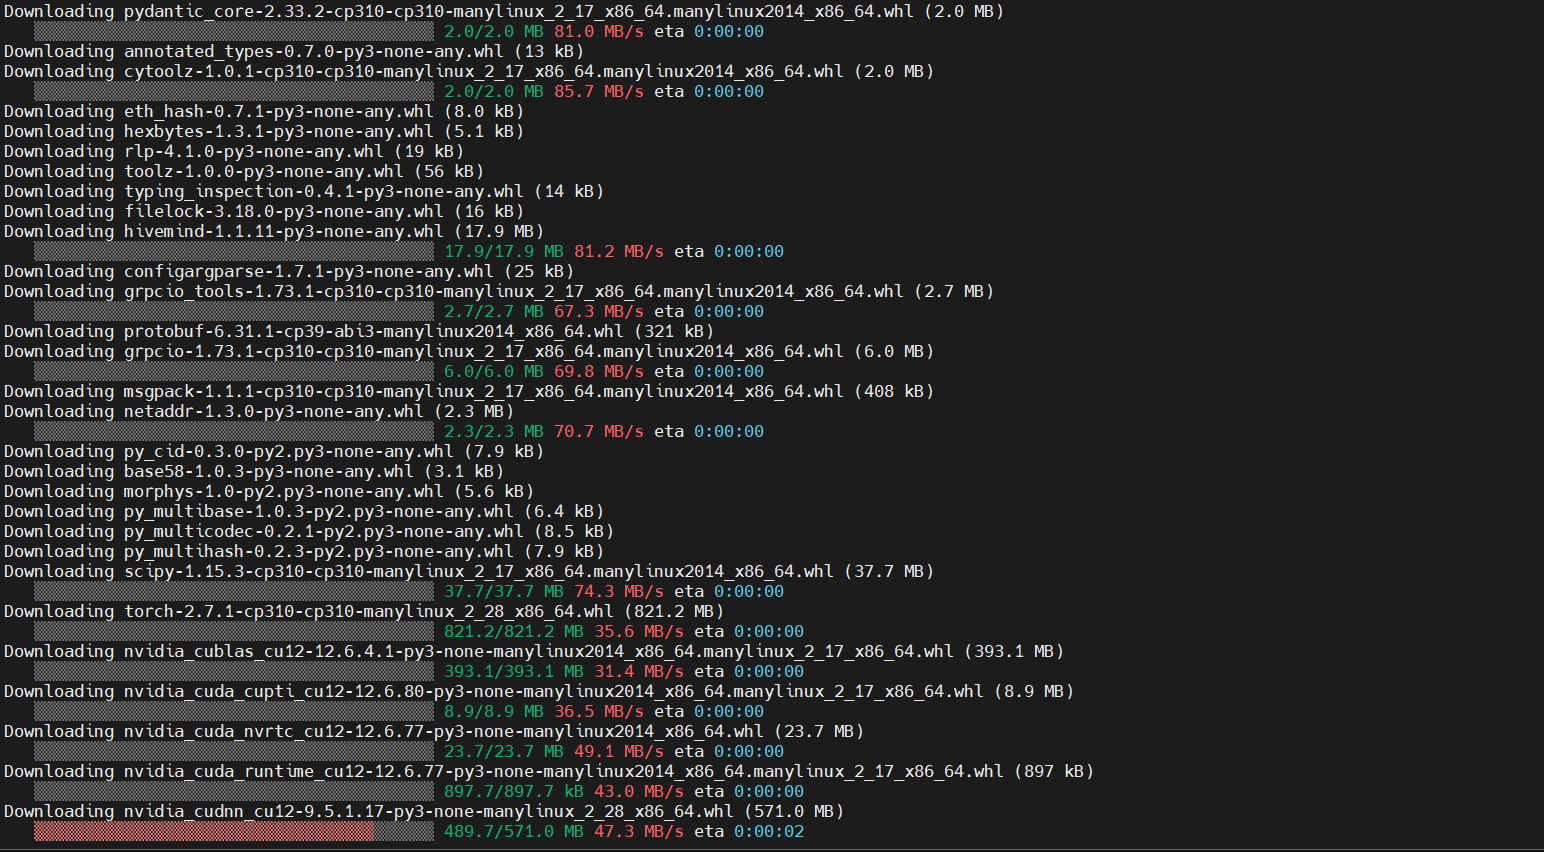 Downloading pydantic_core-2.33.2-cp310-cp310-manylinux_2_17_x86_64.manylinux2014_x86_64.whl (2.0 MB)
2.0/2.0 MB 81.0 MB/s eta 0:00:00
Downloading annotated_types-0.7.0-py3-none-any.whl (13 kB)
Downloading cytoolz-1.0.1-cp310-cp310-manylinux_2_17_x86_64.manylinux2014_x86_64.whl (2.0 MB)
2.0/2.0 MB 85.7 MB/s eta 0:00:00
Downloading eth_hash-0.7.1-py3-none-any.whl (8.0 kB)
Downloading hexbytes-1.3.1-py3-none-any.whl (5.1 kB)
Downloading rlp-4.1.0-py3-none-any.whl (19 kB)
Downloading toolz-1.0.0-py3-none-any.whl (56 kB)
Downloading typing_inspection-0.4.1-py3-none-any.whl (14 kB)
Downloading filelock-3.18.0-py3-none-any.whl (16 kB)
Downloading hivemind-1.1.11-py3-none-any.whl (17.9 MB)
17.9/17.9 MB 81.2 MB/s eta 0:00:00
Downloading configargparse-1.7.1-py3-none-any.whl (25 kB)
Downloading grpcio_tools-1.73.1-cp310-cp310-manylinux_2_17_x86_64.manylinux2014_x86_64.whl (2.7 MB)
2.7/2.7 MB 67.3 MB/s eta 0:00:00
Downloading protobuf-6.31.1-cp39-abi3-manylinux2014_x86_64.whl (321 kB)
Downloading grpcio-1.73.1-cp310-cp310-manylinux_2_17_x86_64.manylinux2014_x86_64.whl (6.0 MB)
6.0/6.0 MB 69.8 MB/s eta 0:00:00
Downloading msgpack-1.1.1-cp310-cp310-manylinux_2_17_x86_64.manylinux2014_x86_64.whl (408 kB)
Downloading netaddr-1.3.0-py3-none-any.whl (2.3 MB)
2.3/2.3 MB 70.7 MB/s eta 0:00:00
Downloading py_cid-0.3.0-py2.py3-none-any.whl (7.9 kB)
Downloading base58-1.0.3-py3-none-any.whl (3.1 kB)
Downloading morphys-1.0-py2.py3-none-any.whl (5.6 kB)
Downloading py_multibase-1.0.3-py2.py3-none-any.whl (6.4 kB)
Downloading py_multicodec-0.2.1-py2.py3-none-any.whl (8.5 kB)
Downloading py_multihash-0.2.3-py2.py3-none-any.whl (7.9 kB)
Downloading scipy-1.15.3-cp310-cp310-manylinux_2_17_x86_64.manylinux2014_x86_64.whl (37.7 MB)
37.7/37.7 MB 74.3 MB/s eta 0:00:00
Downloading torch-2.7.1-cp310-cp310-manylinux_2_28_x86_64.whl (821.2 MB)
821.2/821.2 MB 35.6 MB/s eta 0:00:00
Downloading nvidia_cublas_cu12-12.6.4.1-py3-none-manylinux2014_x86_64.manylinux_2_17_x86_64.whl (393.1 MB)
393.1/393.1 MB 31.4 MB/s eta 0:00:00
Downloading nvidia_cuda_cupti_cu12-12.6.80-py3-none-manylinux2014_x86_64.manylinux_2_17_x86_64.whl (8.9 MB)
8.9/8.9 MB 36.5 MB/s eta 0:00:00
Downloading nvidia_cuda_nvrtc_cu12-12.6.77-py3-none-manylinux2014_x86_64.whl (23.7 MB)
23.7/23.7 MB 49.1 MB/s eta 0:00:00
Downloading nvidia_cuda_runtime_cu12-12.6.77-py3-none-manylinux2014_x86_64.manylinux_2_17_x86_64.whl (897 kB)
897.7/897.7 kB 43.0 MB/s eta 0:00:00
Downloading nvidia_cudnn_cu12-9.5.1.17-py3-none-manylinux_2_28_x86_64.whl (571.0 MB)
489.7/571.0 MB 47.3 MB/s eta 0:00:02